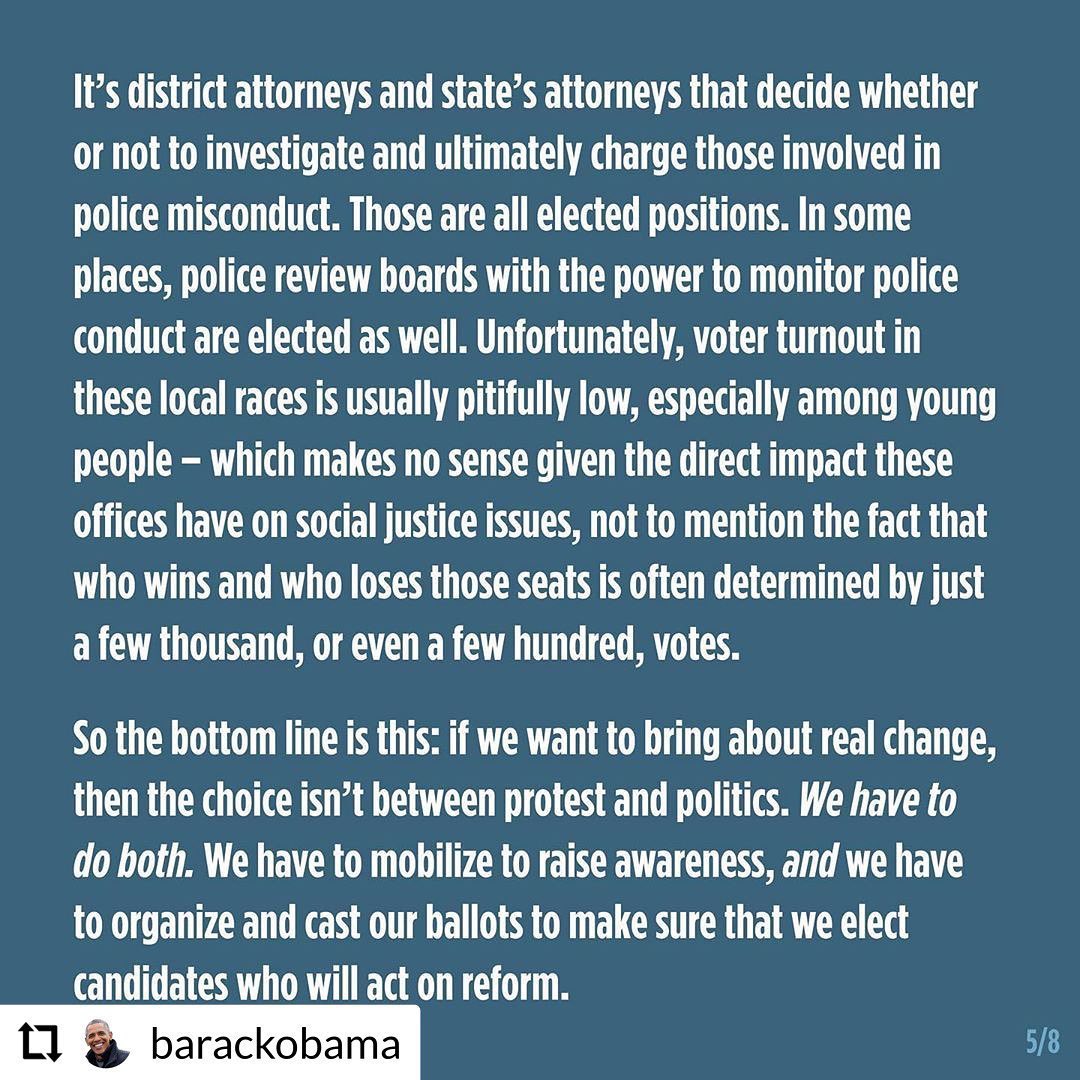 It’s district attorneys and state’s attorneys that decide whether
or not to investigate and ultimately charge those involved in
police misconduct. Those are all elected positions. In some
places, police review boards with the power to monitor police
conduct are elected as well. Unfortunately, voter turnout in
these local races is usually pitifully low, especially among young
people – which makes no sense given the direct impact these
offices have on social justice issues, not to mention the fact that
who wins and who loses those seats is often determined by just
a few thousand, or even a few hundred, votes.
So the bottom line is this: if we want to bring about real change,
then the choice isn’t between protest and politics. We have to
do both. We have to mobilize to raise awareness, and we have
to organize and cast our ballots to make sure that we elect
candidates who will act on reform.
barackobama
5/8